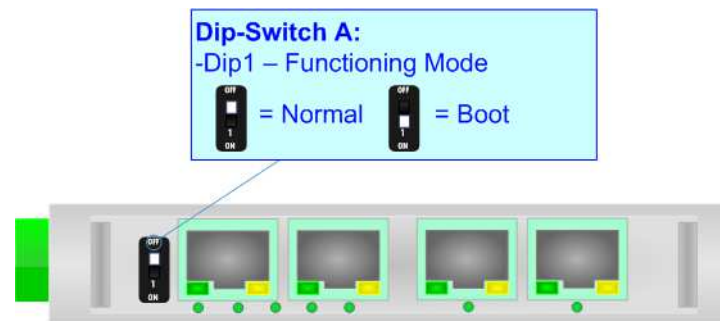 Dip-Switch A:
-Dip1 – Functioning Mode
OFF
1
ON
= Normal
OFF
1
ON
= Boot
OFF
1
ON